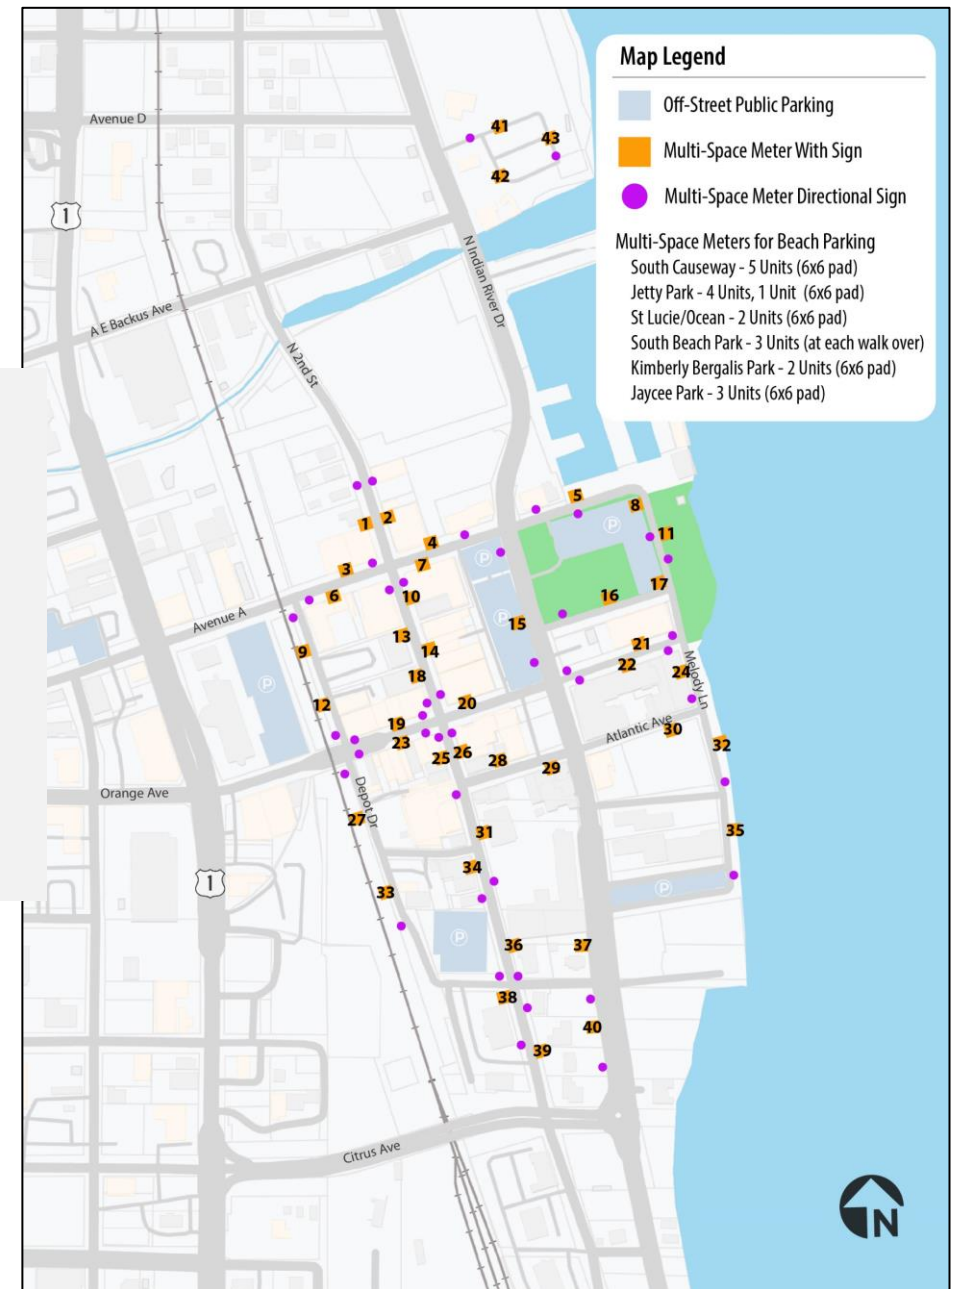 Map Legend
Off-Street Public Parking
Multi-Space Meter With Sign
Multi-Space Meter Directional Sign
Multi-Space Meters for Beach Parking
South Causeway - 5 Units (6x6 pad)
Jetty Park - 4 Units, 1 Unit (6x6 pad)
St Lucie/Ocean - 2 Units (6x6 pad)
South Beach Park - 3 Units (at each walk over)
Kimberly Bergalis Park - 2 Units (6x6 pad)
Jaycee Park - 3 Units (6x6 pad)
Avenue D
41
43
42
1
N Indian River Dr
A E Backus Ave
N 2nd St
5
8
2
1
P
11
4
3
7
P
17
6
10
16
Avenue A
15
P
13
21
9
14
22
18
24
Melody Ln
P
12
20
19
Atlantic Ave
30
23
32
26
25
28
29
Orange Ave
Depot Dr
27
31
35
34
1
33
P
P
36
37
38
40
39
Citrus Ave
N